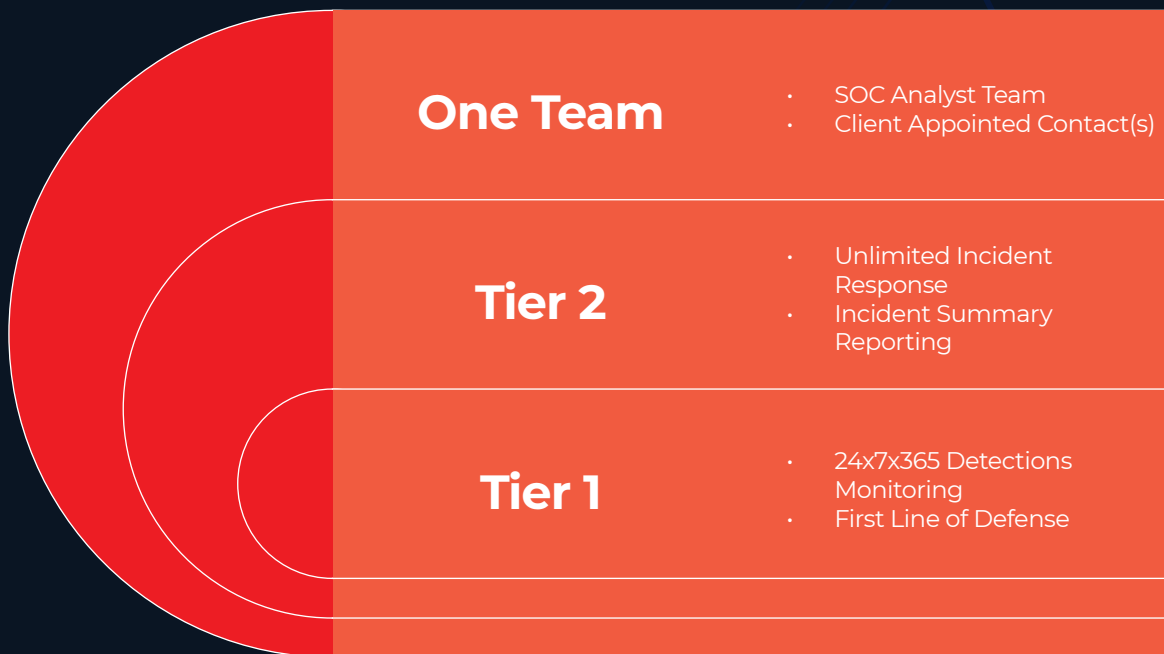 One Team
• SOC Analyst Team
• Client Appointed Contact(s)
Tier 2
• Unlimited Incident
Response
• Incident Summary
Reporting
Tier 1
• 24x7x365 Detections
Monitoring
• First Line of Defense